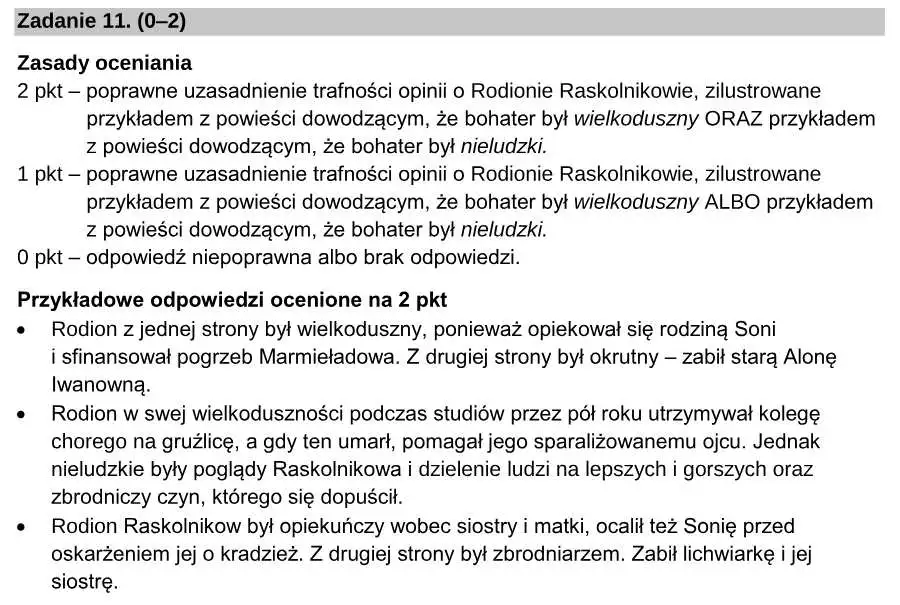 Zadanie 11. (0–2)
Zasady oceniania
2 pkt – poprawne uzasadnienie trafności opinii o Rodionie Raskolnikowie, zilustrowane
przykładem z powieści dowodzącym, że bohater był wielkoduszny ORAZ przykładem
z powieści dowodzącym, że bohater był nieludzki.
1 pkt – poprawne uzasadnienie trafności opinii o Rodionie Raskolnikowie, zilustrowane
przykładem z powieści dowodzącym, że bohater był wielkoduszny ALBO przykładem
z powieści dowodzącym, że bohater był nieludzki.
0 pkt – odpowiedź niepoprawna albo brak odpowiedzi.
Przykładowe odpowiedzi ocenione na 2 pkt
• Rodion z jednej strony był wielkoduszny, ponieważ opiekował się rodziną Soni
i sfinansował pogrzeb Marmieładowa. Z drugiej strony był okrutny – zabił starą Alonę
Iwanowną.
• Rodion w swej wielkoduszności podczas studiów przez pół roku utrzymywał kolegę
chorego na gruźlicę, a gdy ten umarł, pomagał jego sparaliżowanemu ojcu. Jednak
nieludzkie były poglądy Raskolnikowa i dzielenie ludzi na lepszych i gorszych oraz
zbrodniczy czyn, którego się dopuścił.
• Rodion Raskolnikow był opiekuńczy wobec siostry i matki, ocalił też Sonię przed
oskarżeniem jej o kradzież. Z drugiej strony był zbrodniarzem. Zabił lichwiarkę i jej
siostrę.